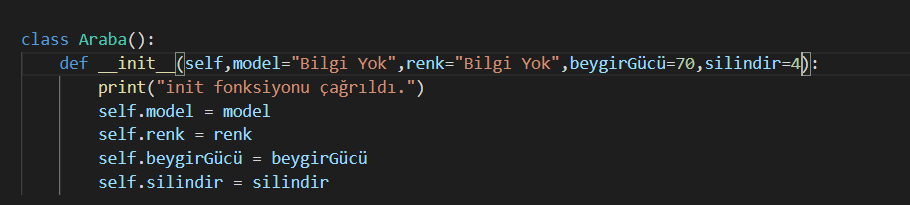 class Araba():
    def __init__(self,model="Bilgi Yok",renk="Bilgi Yok",beygirGücü=70,silindir=4):
        print("init fonksiyonu çağrıldı.")
        self.model = model
        self.renk = renk
        self.beygirGücü = beygirGücü
        self.silindir = silindir